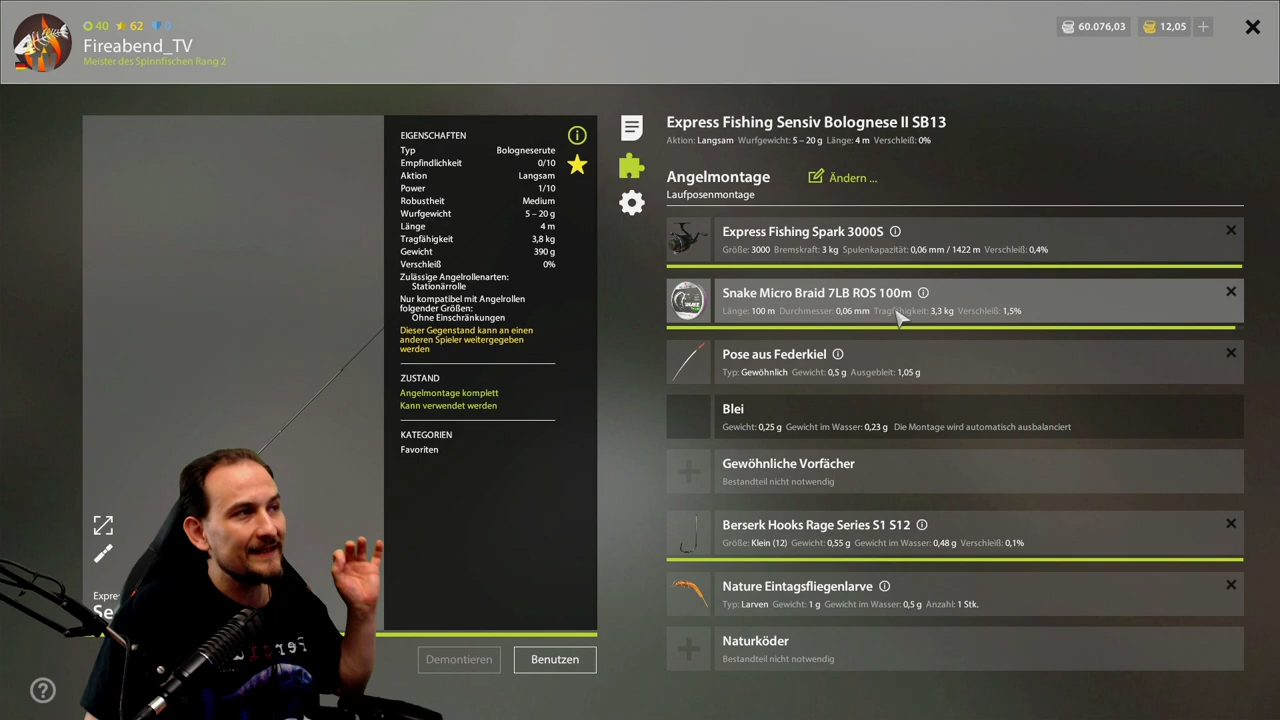 40 62 0
Fireabend_TV
Meister des Spinnfischen Rang 2
60.076,03 12,05
EIGENSCHAFTEN
Typ Bologneserute
Empfindlichkeit 0/10
Aktion Langsam
Power 1/10
Robustheit Medium
Wurfgewicht 5 – 20 g
Länge 4 m
Tragfähigkeit 3,8 kg
Gewicht 390 g
Verschleiß 0%
Zulässige Angelrollenarten:
Stationärrolle
Nur kompatibel mit Angelrollen
folgender Größen:
Ohne Einschränkungen
Dieser Gegenstand kann an einen
anderen Spieler weitergegeben
werden
ZUSTAND
Angelmontage komplett
Kann verwendet werden
KATEGORIEN
Favoriten
Expre
Se
Demontieren Benutzen
Express Fishing Sensiv Bolognese II SB13
Aktion: Langsam Wurfgewicht: 5 – 20 g Länge: 4 m Verschleiß: 0%
Angelmontage Ändern ...
Laufposenmontage
Express Fishing Spark 3000S
Größe: 3000 Bremskraft: 3 kg Spulenkapazität: 0,06 mm / 1422 m Verschleiß: 0,4%
Snake Micro Braid 7LB ROS 100m
Länge: 100 m Durchmesser: 0,06 mm Tragfähigkeit: 3,3 kg Verschleiß: 1,5%
Pose aus Federkiel
Typ: Gewöhnlich Gewicht: 0,5 g Ausgebleit: 1,05 g
Blei
Gewicht: 0,25 g Gewicht im Wasser: 0,23 g Die Montage wird automatisch ausbalanciert
Gewöhnliche Vorfächer
Bestandteil nicht notwendig
Berserk Hooks Rage Series S1 S12
Größe: Klein (12) Gewicht: 0,55 g Gewicht im Wasser: 0,48 g Verschleiß: 0,1%
Nature Eintagsfliegenlarve
Typ: Larven Gewicht: 1 g Gewicht im Wasser: 0,5 g Anzahl: 1 Stk.
Naturköder
Bestandteil nicht notwendig